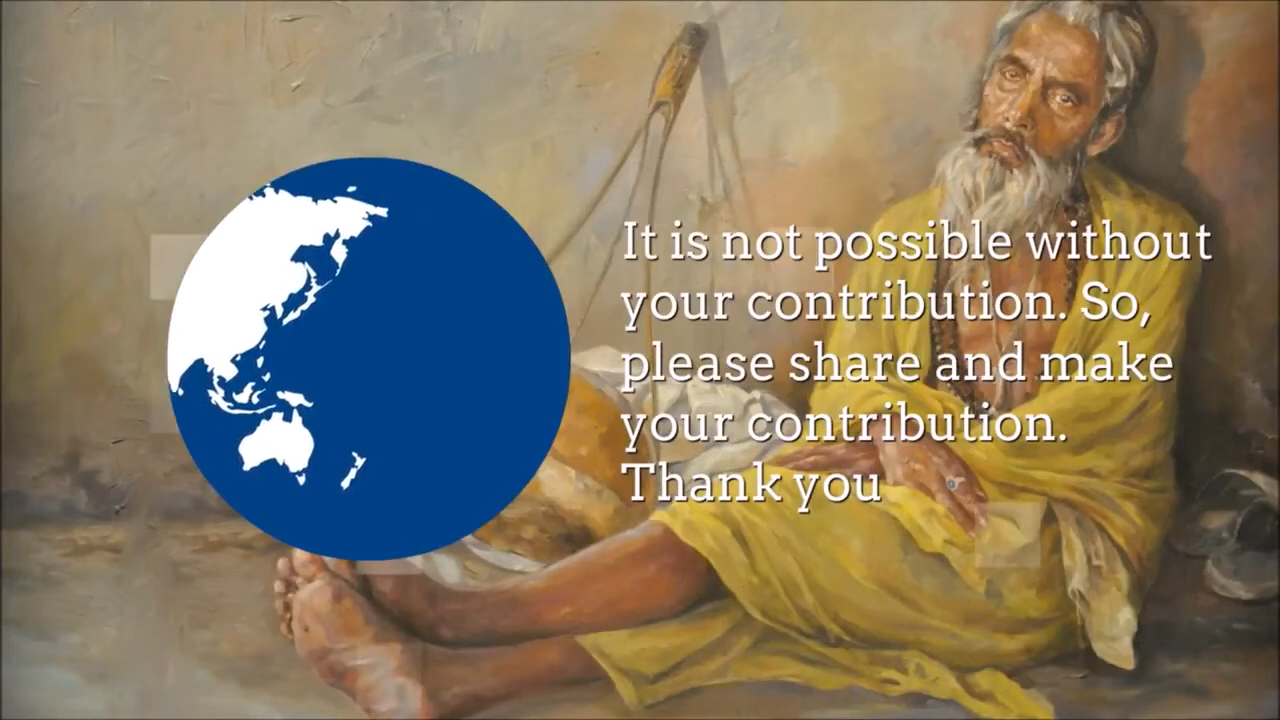 It is not possible without
your contribution. So,
please share and make
your contribution.
Thank you